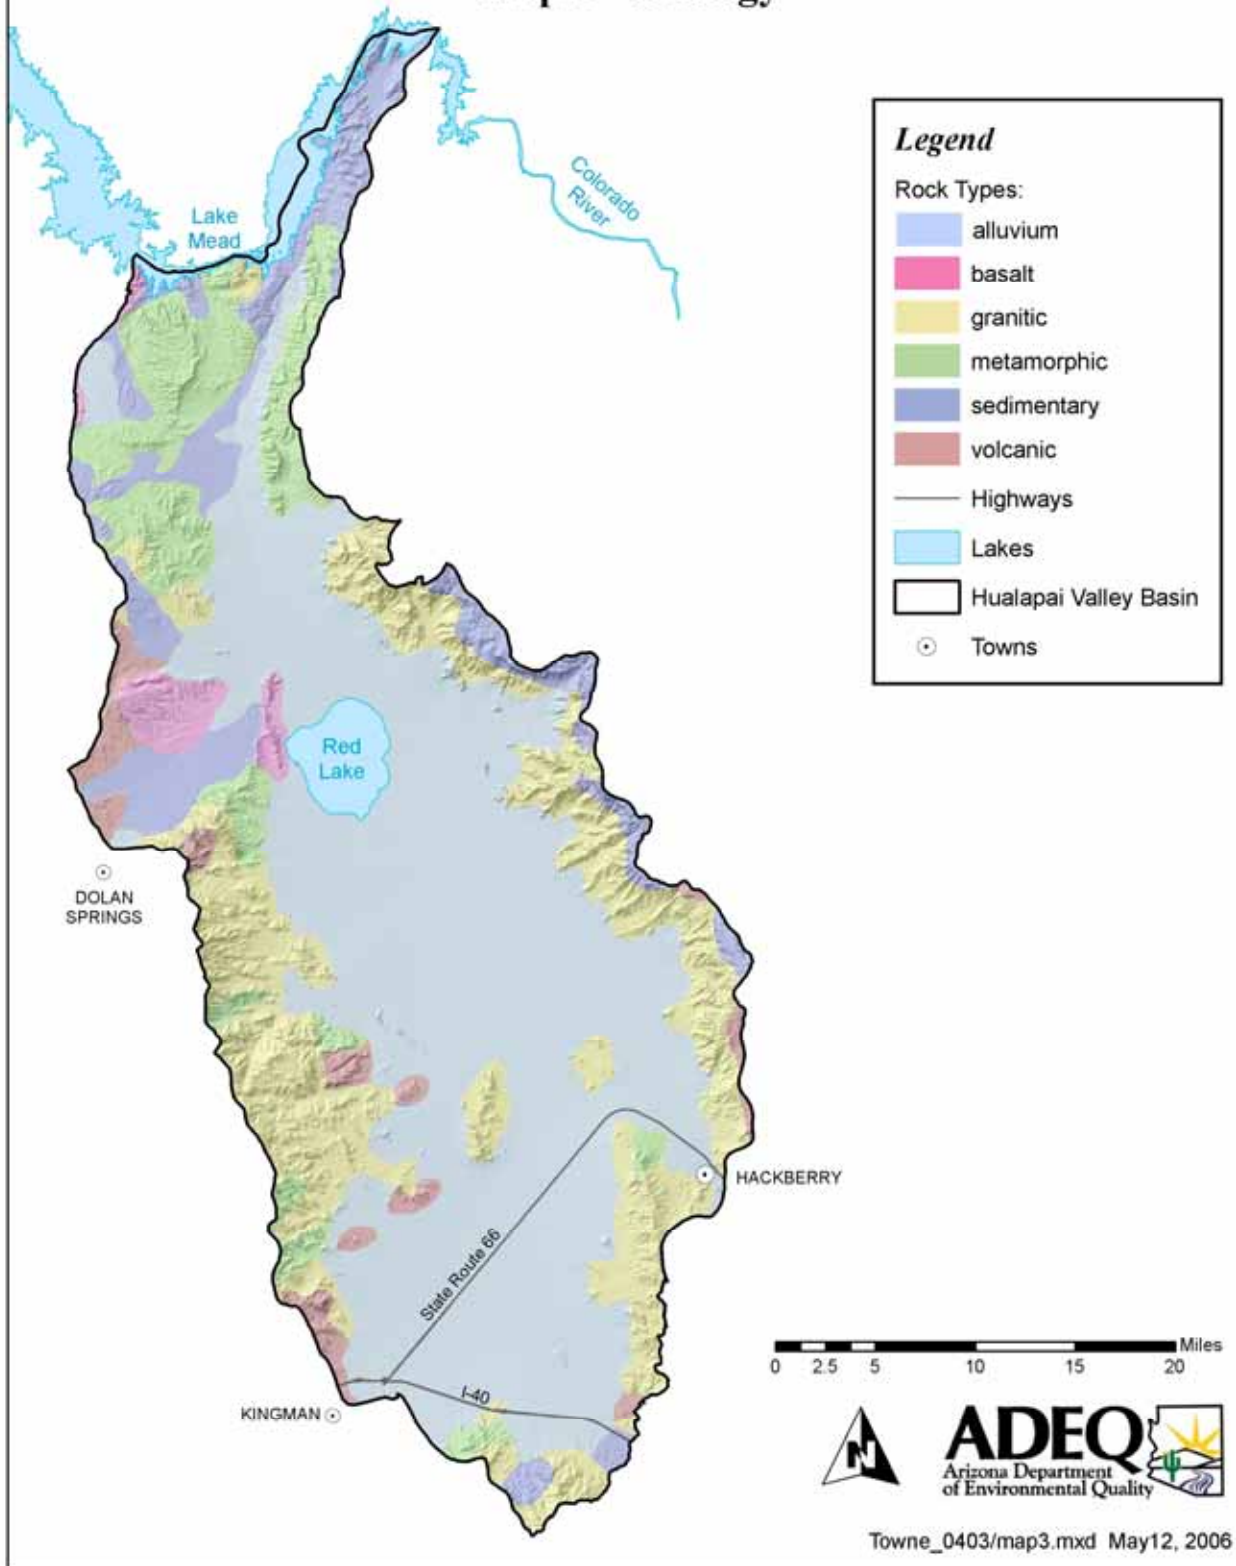 Legend
Rock Types:
alluvium
basalt
granitic
metamorphic
sedimentary
volcanic
Highways
Lakes
Hualapai Valley Basin
Towns
Colorado
River
Lake
Mead
Red
Lake
DOLAN
SPRINGS
HACKBERRY
State Route 66
I-40
KINGMAN
Miles
0 2.5 5 10 15 20
N
ADEQ
Arizona Department
of Environmental Quality
Towne_0403/map3.mxd May12, 2006